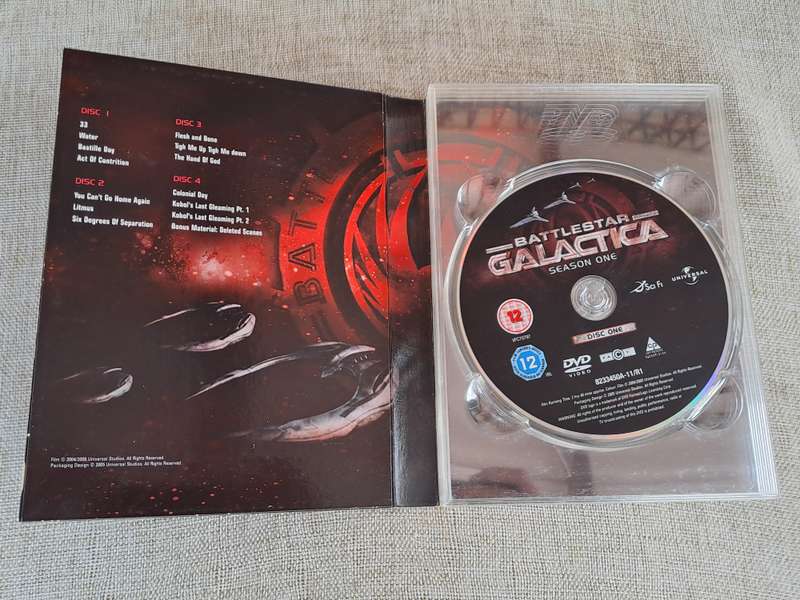 DISC 1
33
Water
Bastille Day
Act Of Contrition
DISC 2
You Can't Go Home Again
Litmus
Six Degrees Of Separation
DISC 3
Flesh and Bone
Tigh Me Up Tigh Me down
The Hand Of God
DISC 4
Colonial Day
Kobol's Last Gleaming Pt. 1
Kobol's Last Gleaming Pt. 2
Bonus Material: Deleted Scenes
BATTL
Film © 2004/2005 Universal Studios. All Rights Reserved.
Packaging Design © 2005 Universal Studios. All Rights Reserved.
BATTLESTAR
GALACTICA
SEASON ONE
Sci Fi
UNIVERSAL
12
DISC ONE
12
DVD
VIDEO
8233450A-11/R1